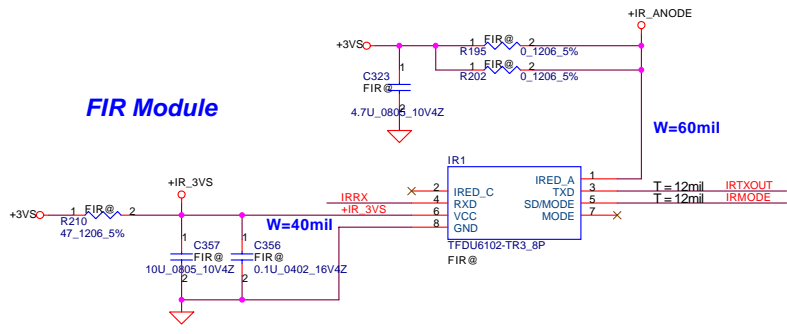 +IR_ANODE
+3VS
1 FIR@ 2
R195 0_1206_5%
1 FIR@ 2
R202 0_1206_5%
1
C323
FIR@
2
4.7U_0805_10V4Z
FIR Module
W=60mil
IR1
+IR_3VS
IRRX
+IR_3VS
W=40mil
2 IRED_C
4 RXD
6 VCC
8 GND
IRED_A 1
TXD 3
SD/MODE 5
MODE 7
T = 12mil IRTXOUT
T = 12mil IRMODE
TFDU6102-TR3_8P
FIR@
+3VS
1 FIR@ 2
R210
47_1206_5%
1
C357
FIR@
10U_0805_10V4Z
2
1
C356
FIR@
0.1U_0402_16V4Z
2